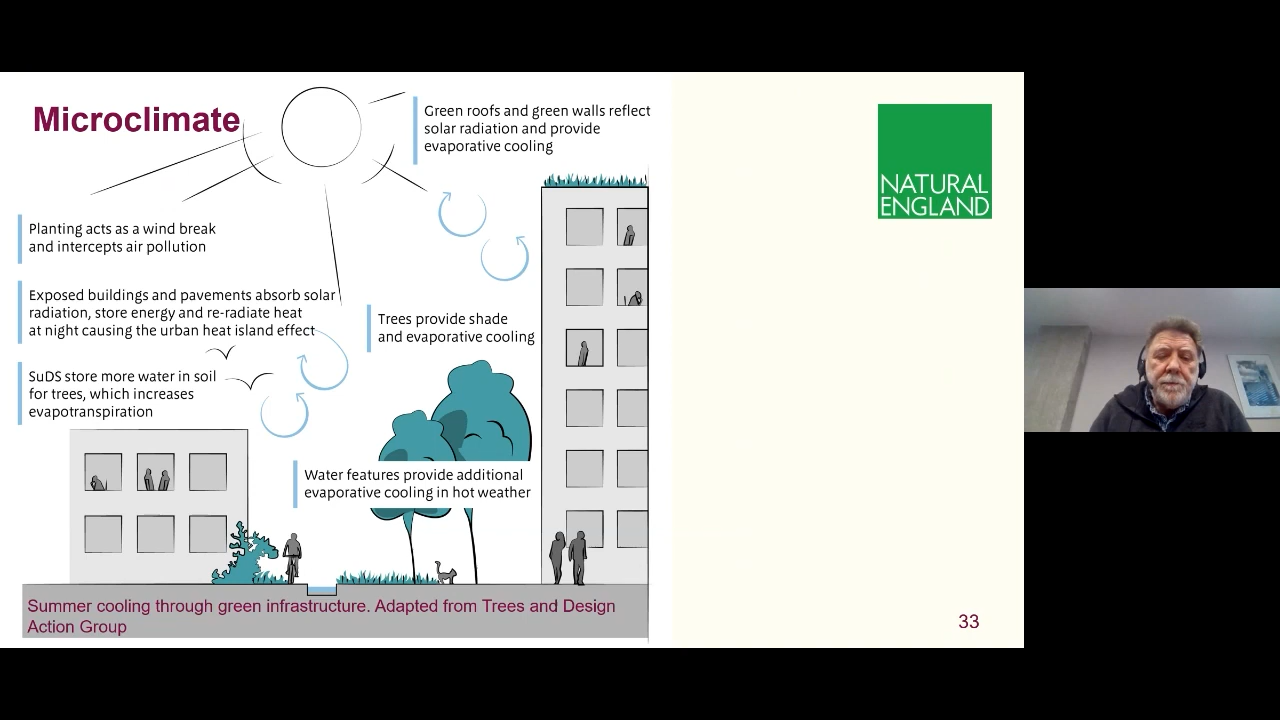 Microclimate
Green roofs and green walls reflect
solar radiation and provide
evaporative cooling
NATURAL
ENGLAND
Planting acts as a wind break
and intercepts air pollution
Exposed buildings and pavements absorb solar
radiation, store energy and re-radiate heat
at night causing the urban heat island effect
Trees provide shade
and evaporative cooling
SuDS store more water in soil
for trees, which increases
evapotranspiration
Water features provide additional
evaporative cooling in hot weather
Summer cooling through green infrastructure. Adapted from Trees and Design
Action Group
33